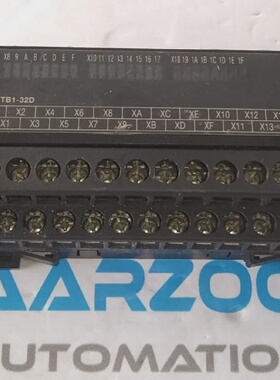 X8 9 A B C D E F X10 11 12 13 14 15 16 17 X18 19 1A 1B 1C 1D 1E 1F
TB1-32D
X2 X4 X6 X8 XA XC XE X10 X12 X1
X1 X3 X5 X7 X9 XB XD XF X11 X13
AARZOO
AUTOMATION